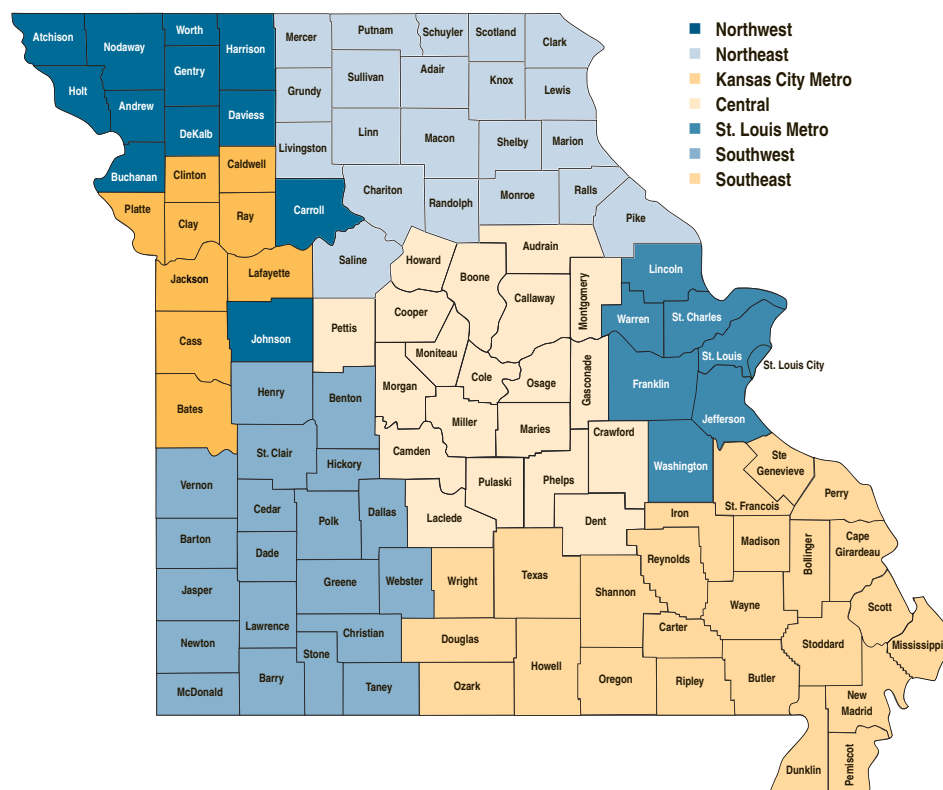 Atchison
Nodaway
Worth
Harrison
Mercer
Putnam
Schuyler
Scotland
Clark
Northwest
Northeast
Kansas City Metro
Central
St. Louis Metro
Southwest
Southeast
Holt
Gentry
Andrew
DeKalb
Daviess
Grundy
Sullivan
Adair
Knox
Lewis
Livingston
Linn
Macon
Shelby
Marion
Buchanan
Clinton
Caldwell
Carroll
Chariton
Randolph
Monroe
Ralls
Pike
Platte
Clay
Ray
Saline
Howard
Boone
Audrain
Callaway
Montgomery
Lincoln
Warren
St. Charles
St. Louis
St. Louis City
Jackson
Lafayette
Cass
Johnson
Pettis
Cooper
Moniteau
Morgan
Cole
Osage
Gasconade
Franklin
Jefferson
Bates
Henry
Benton
Miller
Maries
Crawford
Washington
Camden
St. Clair
Hickory
Vernon
Cedar
Polk
Dallas
Laclede
Pulaski
Phelps
Dent
Iron
St. Francois
Ste
Genevieve
Perry
Barton
Dade
Greene
Webster
Wright
Texas
Shannon
Reynolds
Madison
Bollinger
Cape
Girardeau
Jasper
Lawrence
Christian
Douglas
Wayne
Carter
Scott
Stoddard
Mississippi
Newton
Stone
Barry
McDonald
Taney
Ozark
Howell
Oregon
Ripley
Butler
New
Madrid
Dunklin
Pemiscot